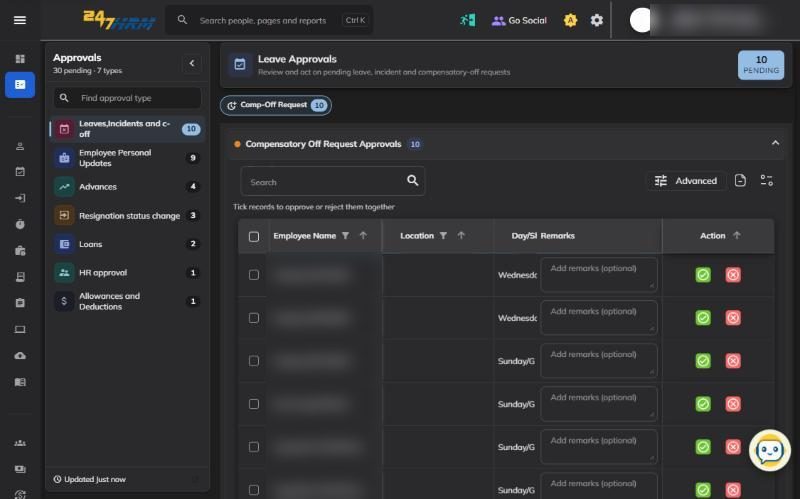 247HRM
Search people, pages and reports
Ctrl K
Go Social
A
Approvals
30 pending · 7 types
Find approval type
Leaves,Incidents and c-
off
10
Employee Personal
Updates
9
Advances
4
Resignation status change
3
Loans
2
HR approval
1
Allowances and
Deductions
1
Updated just now
Leave Approvals
Review and act on pending leave, incident and compensatory-off requests
10
PENDING
Comp-Off Request 10
Compensatory Off Request Approvals 10
Search
Advanced
Tick records to approve or reject them together
Employee Name Location Day/Sl Remarks Action
Wednesdc Add remarks (optional)
Wednesdc Add remarks (optional)
Sunday/G Add remarks (optional)
Sunday/G Add remarks (optional)
Sunday/G Add remarks (optional)
Sunday/G Add remarks (optional)